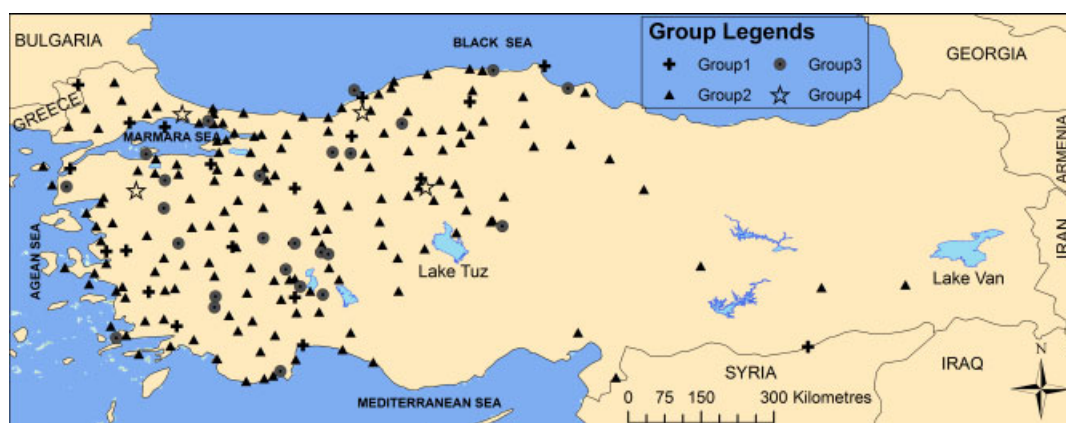 BULGARIA
BLACK SEA
Group Legends
GEORGIA
Group1
Group3
Group2
Group4
GREECE
MARMARA SEA
ARMENIA
AGEAN SEA
IRAN
Lake Tuz
Lake Van
SYRIA
IRAQ
N
MEDITERRANEAN SEA
0 75 150 300 Kilometres